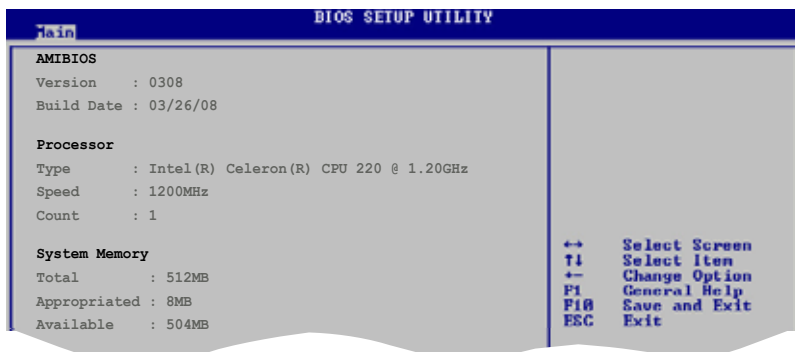 BIOS SETUP UTILITY
Main
AMIBIOS
Version : 0308
Build Date : 03/26/08
Processor
Type : Intel(R) Celeron(R) CPU 220 @ 1.20GHz
Speed : 1200MHz
Count : 1
System Memory
Total : 512MB
Appropriated : 8MB
Available : 504MB
↔ Select Screen
↑↓ Select Item
+- Change Option
F1 General Help
F10 Save and Exit
ESC Exit